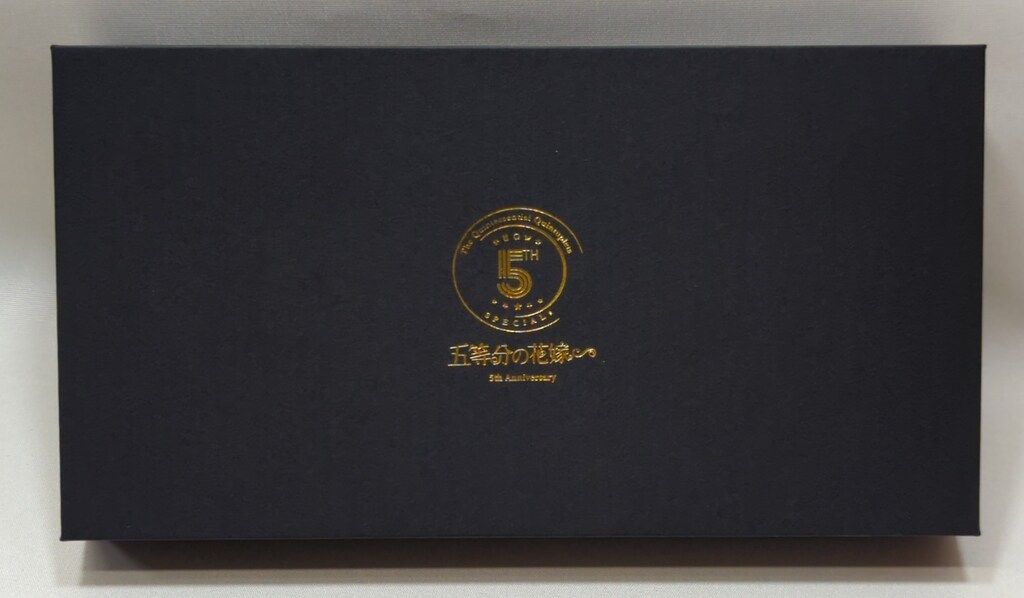 The Quintessential Quintuplets
5TH
SPECIAL
五等分の花嫁
5th Anniversary